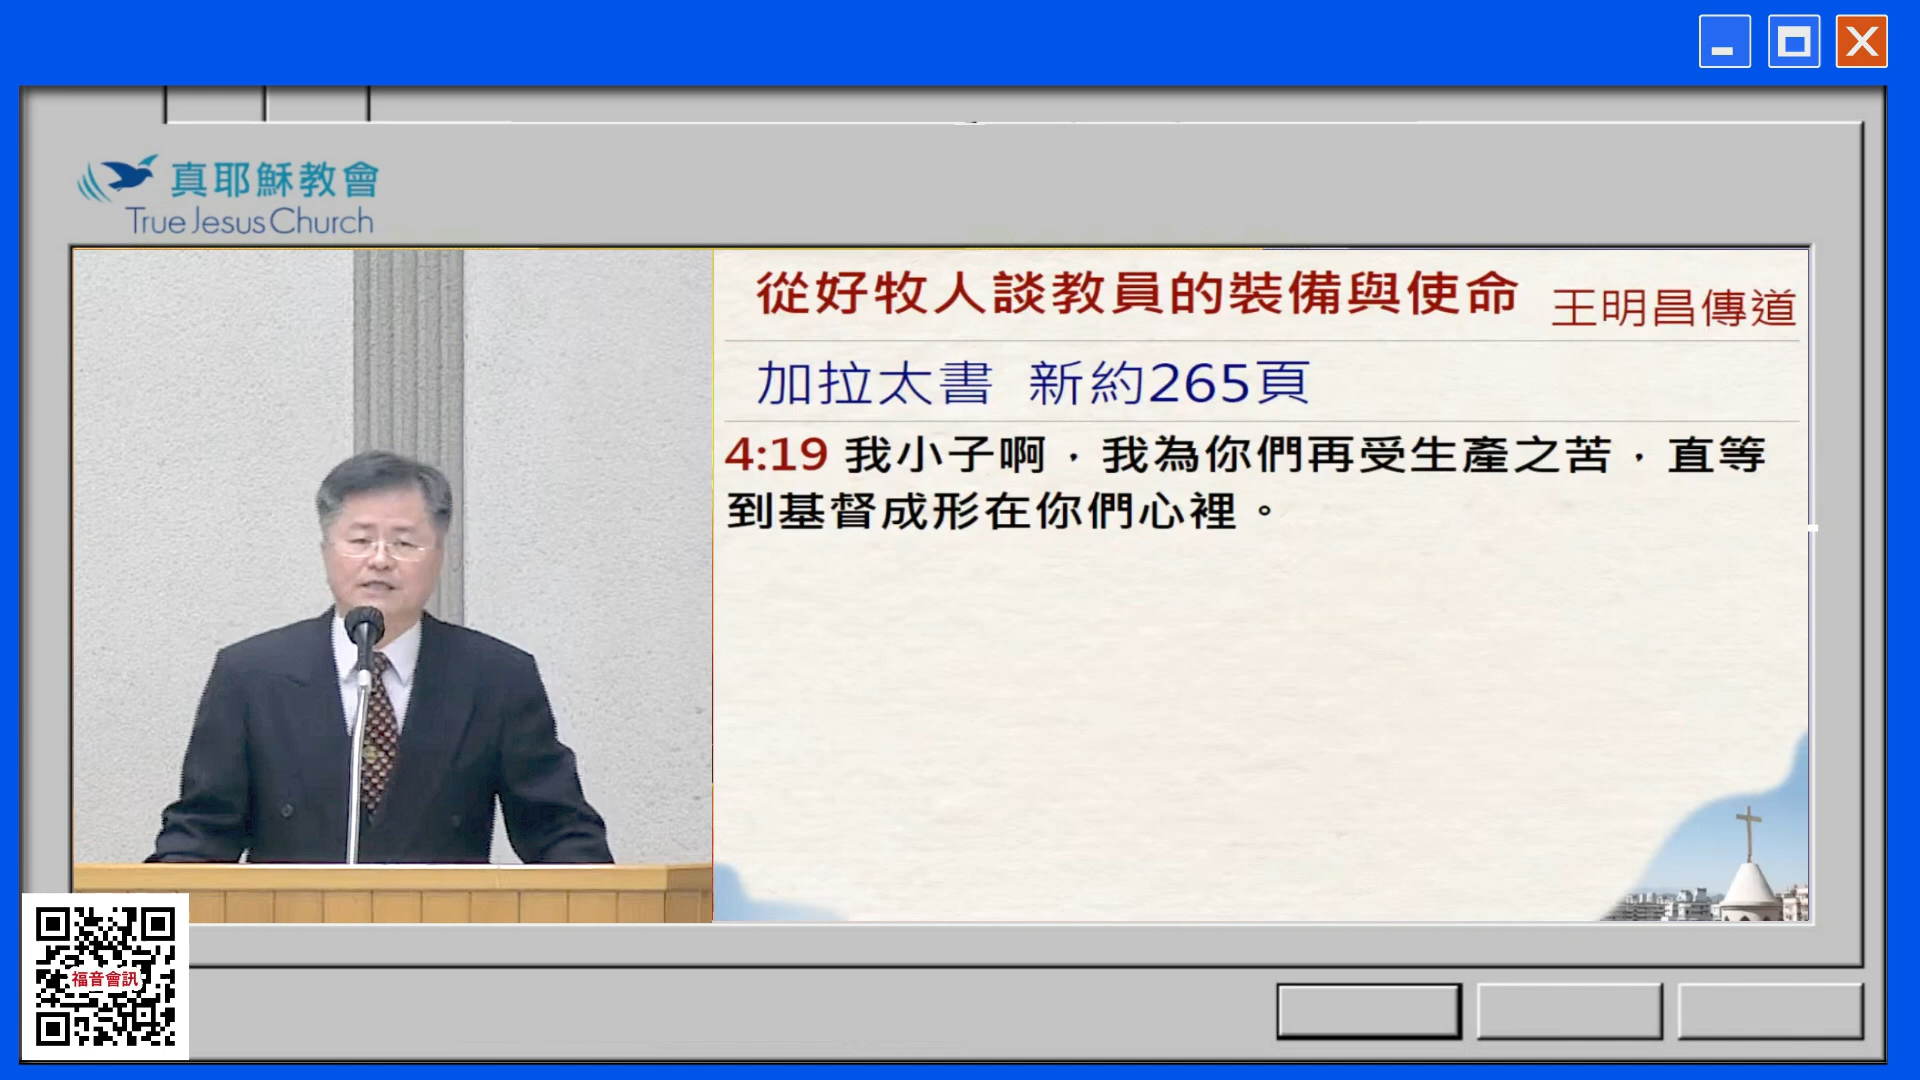 真耶穌教會
True Jesus Church
從好牧人談教員的裝備與使命 王明昌傳道
加拉太書 新約265頁
4:19 我小子啊，我為你們再受生產之苦，直等
到基督成形在你們心裡。
福音會訊